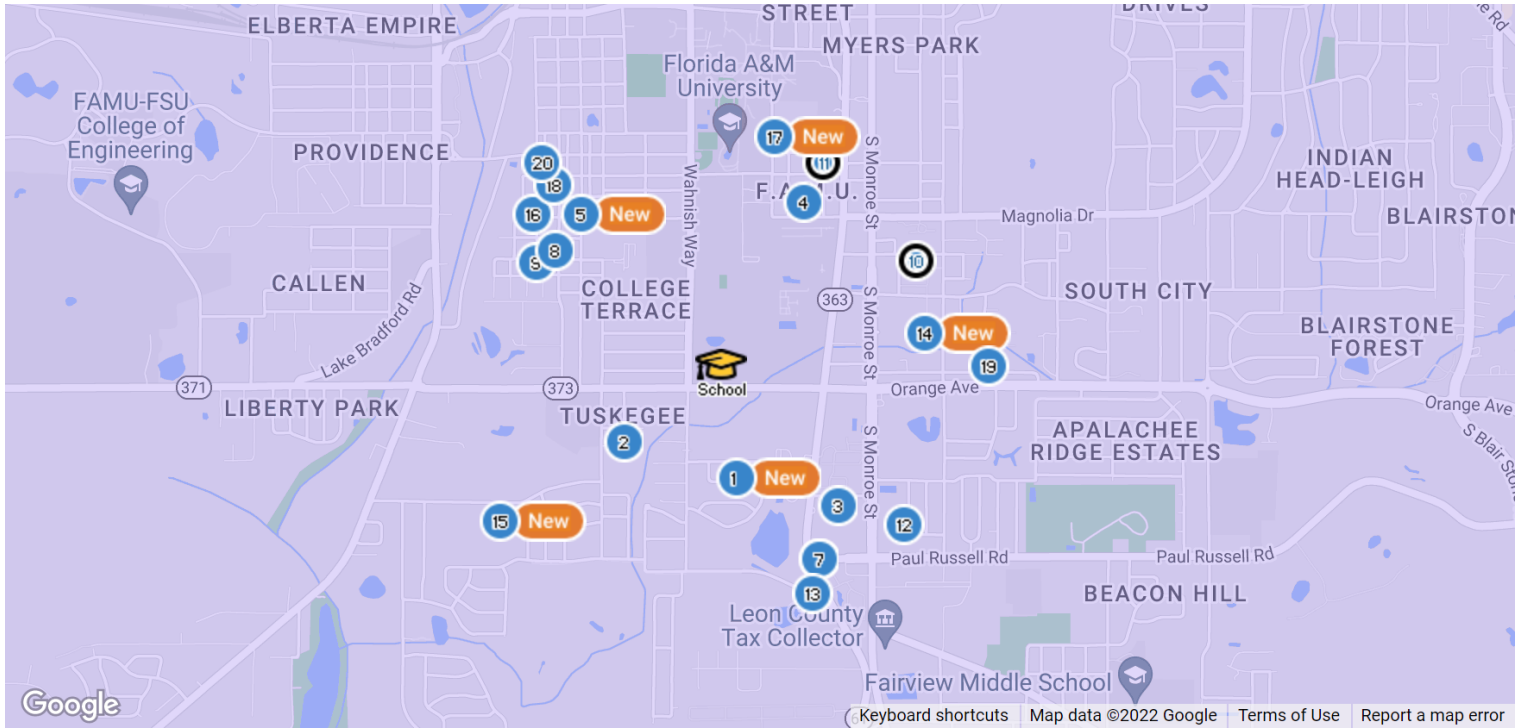 STREET
DRIVES
ELBERTA EMPIRE
MYERS PARK
Florida A&M
University
FAMU-FSU
College of
Engineering
PROVIDENCE
17
New
11
S Monroe St
20
18
16
5
New
Wahnish Way
F.A.M.U.
4
INDIAN
HEAD-LEIGH
Magnolia Dr
BLAIRSTON
8
9
10
CALLEN
COLLEGE
TERRACE
363
SOUTH CITY
Lake Bradford Rd
S Monroe St
14
New
BLAIRSTONE
FOREST
19
School
371
373
Orange Ave
LIBERTY PARK
TUSKEGEE
Orange Ave
2
S Monroe St
APALACHEE
RIDGE ESTATES
S Blair Stone
1
New
3
15
New
12
7
Paul Russell Rd
Paul Russell Rd
13
BEACON HILL
Leon County
Tax Collector
Fairview Middle School
Google
Keyboard shortcuts
Map data ©2022 Google
Terms of Use
Report a map error